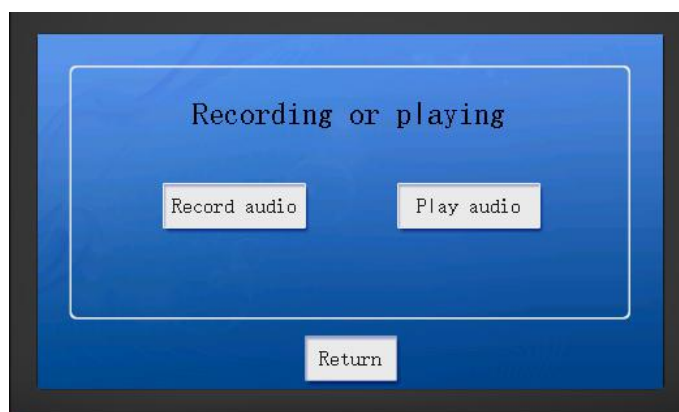 Recording or playing
Record audio
Play audio
Return